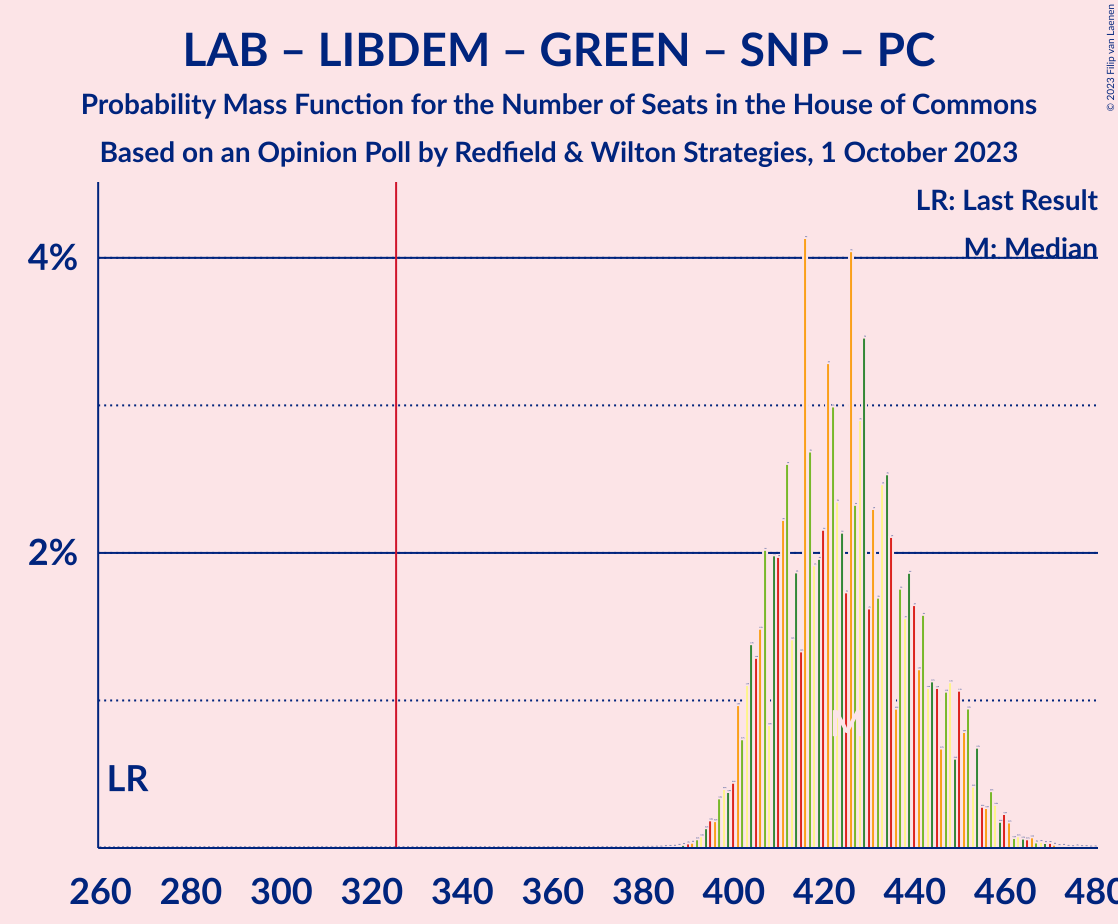 LAB – LIBDEM – GREEN – SNP – PC
Probability Mass Function for the Number of Seats in the House of Commons
Based on an Opinion Poll by Redfield & Wilton Strategies, 1 October 2023
© 2023 Filip van Laenen
LR: Last Result
M: Median
4%
2%
M
LR
260 280 300 320 340 360 380 400 420 440 460 480